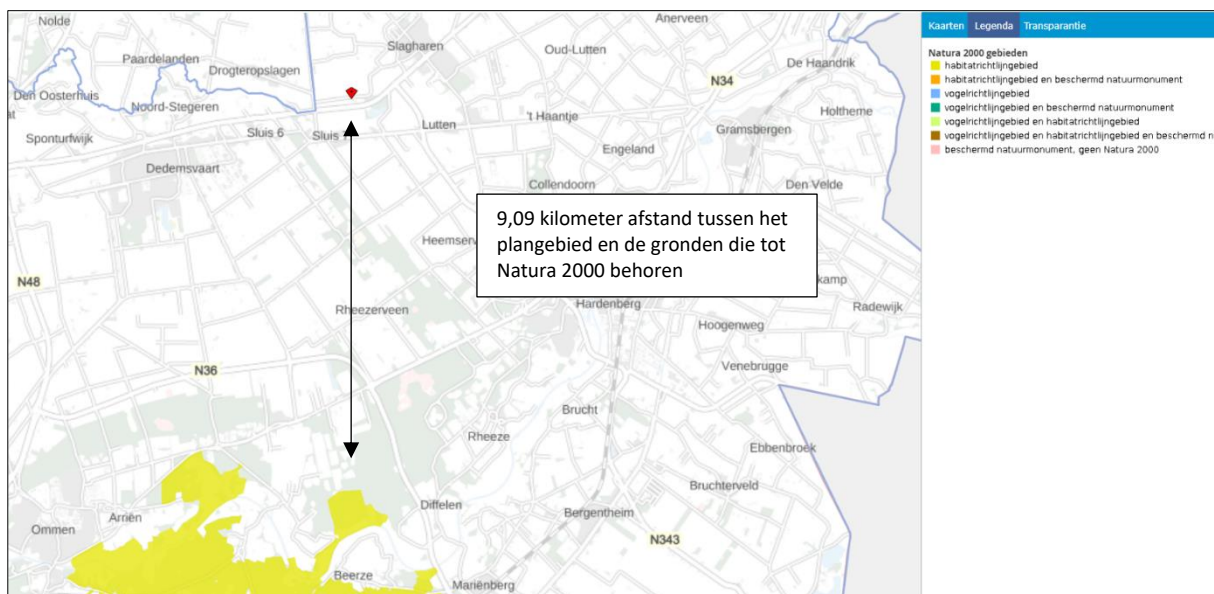 Nolde
Anerveen
Kaarten Legenda Transparantie
Slagharen
Oud-Lutten
Paardelanden
Drogteropslagen
De Haandrik
N34
Den Oosterhuis
Noord-Stegeren
Holtheme
Sponturfwijk
Sluis 6
Sluis 7
Lutten
't Haantje
Gramsbergen
Engeland
Dedemsvaart
Collendoorn
Den Velde
9,09 kilometer afstand tussen het
plangebied en de gronden die tot
Natura 2000 behoren
Heemserv
N48
kamp
Radewijk
Rheezerveen
Hardenberg
Hoogenweg
N36
Venebrugge
Brucht
Rheeze
Ebbenbroek
Bruchterveld
Diffelen
Arriën
Ommen
Bergentheim
N343
Beerze
Mariënberg
Natura 2000 gebieden
habitatrichtlijngebied
habitatrichtlijngebied en beschermd natuurmonument
vogelrichtlijngebied
vogelrichtlijngebied en beschermd natuurmonument
vogelrichtlijngebied en habitatrichtlijngebied
vogelrichtlijngebied en habitatrichtlijngebied en beschermd n
beschermd natuurmonument, geen Natura 2000